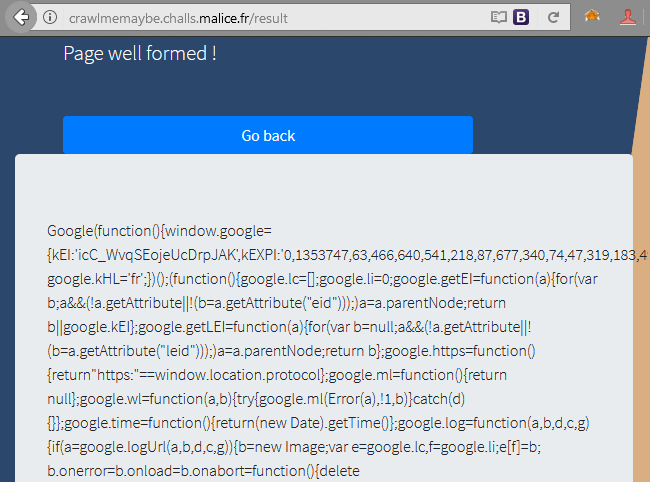 crawlmemaybe.challs.malice.fr/result
Page well formed !
Go back
Google(function(){window.google=
{kEI:'icC_WvqSEojeUcDrpJAK',kEXPI:'0,1353747,63,466,640,541,218,87,677,340,74,47,319,183,4
google.kHL='fr';})();(function(){google.lc=[];google.li=0;google.getEI=function(a){for(var
b;a&&(!a.getAttribute||!(b=a.getAttribute("eid")));)a=a.parentNode;return
b||google.kEI};google.getLEI=function(a){for(var b=null;a&&(!a.getAttribute||!
(b=a.getAttribute("leid")));)a=a.parentNode;return b};google.https=function()
{return"https:"==window.location.protocol};google.ml=function(){return
null};google.wl=function(a,b){try{google.ml(Error(a),!1,b)}catch(d)
{}};google.time=function(){return(new Date).getTime()};google.log=function(a,b,d,c,g)
{if(a=google.logUrl(a,b,d,c,g)){b=new Image;var e=google.lc,f=google.li;e[f]=b;
b.onerror=b.onload=b.onabort=function(){delete